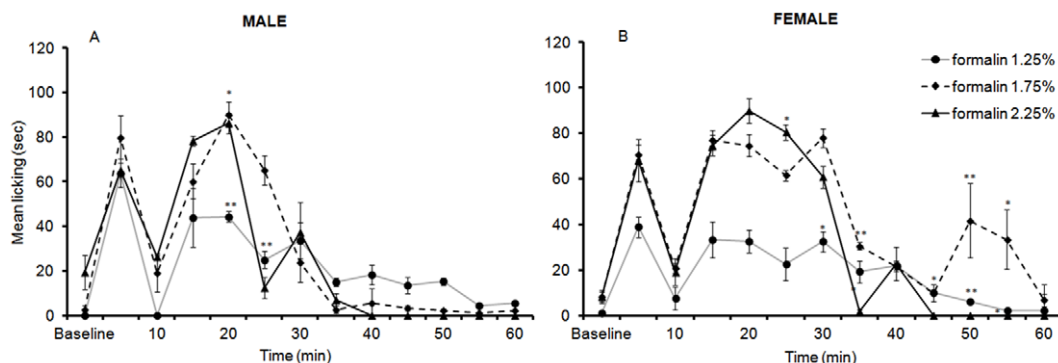 MALE
A
120
100
80
60
40
20
0
Mean licking (sec)
Baseline 10 20 30 40 50 60
Time (min)
* ** **
FEMALE
B
120
100
80
60
40
20
0
Baseline 10 20 30 40 50 60
Time (min)
formalin 1.25%
formalin 1.75%
formalin 2.25%
* * ** * ** ** *